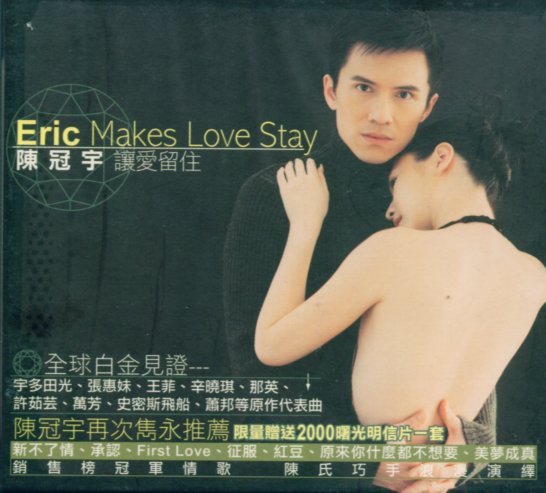 Eric Makes Love Stay
陳冠宇 讓愛留住
全球白金見證---
宇多田光、張惠妹、王菲、辛曉琪、那英、
許茹芸、萬芳、史密斯飛船、蕭邦等原作代表曲
陳冠宇再次雋永推薦 限量贈送2000曙光明信片一套
新不了情、承認、First Love、征服、紅豆、原來你什麼都不想要、美夢成真
銷售榜冠軍情歌 陳氏巧手浪漫演繹